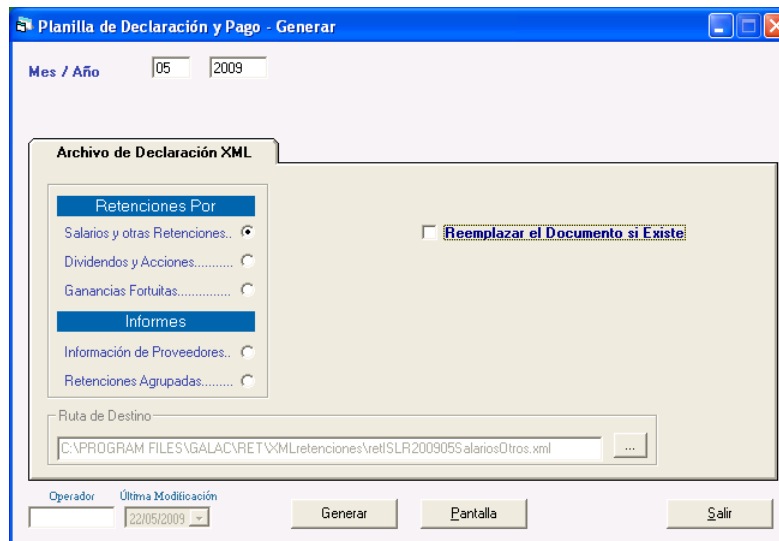 Planilla de Declaración y Pago - Generar
Mes / Año 05 2009
Archivo de Declaración XML
Retenciones Por
Salarios y otras Retenciones..
Reemplazar el Documento si Existe
Dividendos y Acciones...........
Ganancias Fortuitas...............
Informes
Información de Proveedores..
Retenciones Agrupadas.........
Ruta de Destino
C:\PROGRAM FILES\GALAC\RET\XMLretenciones\retISLR200905SalariosOtros.xml ...
Operador Última Modificación
22/05/2009
Generar Pantalla Salir